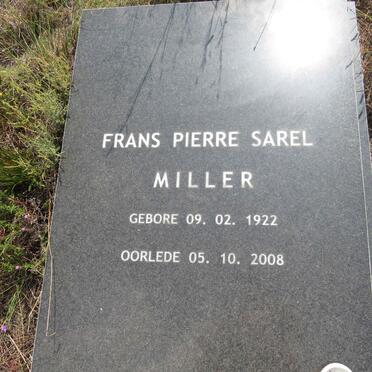 FRANS PIERRE SAREL
MILLER
GEBORE 09. 02. 1922
OORLEDE 05. 10. 2008